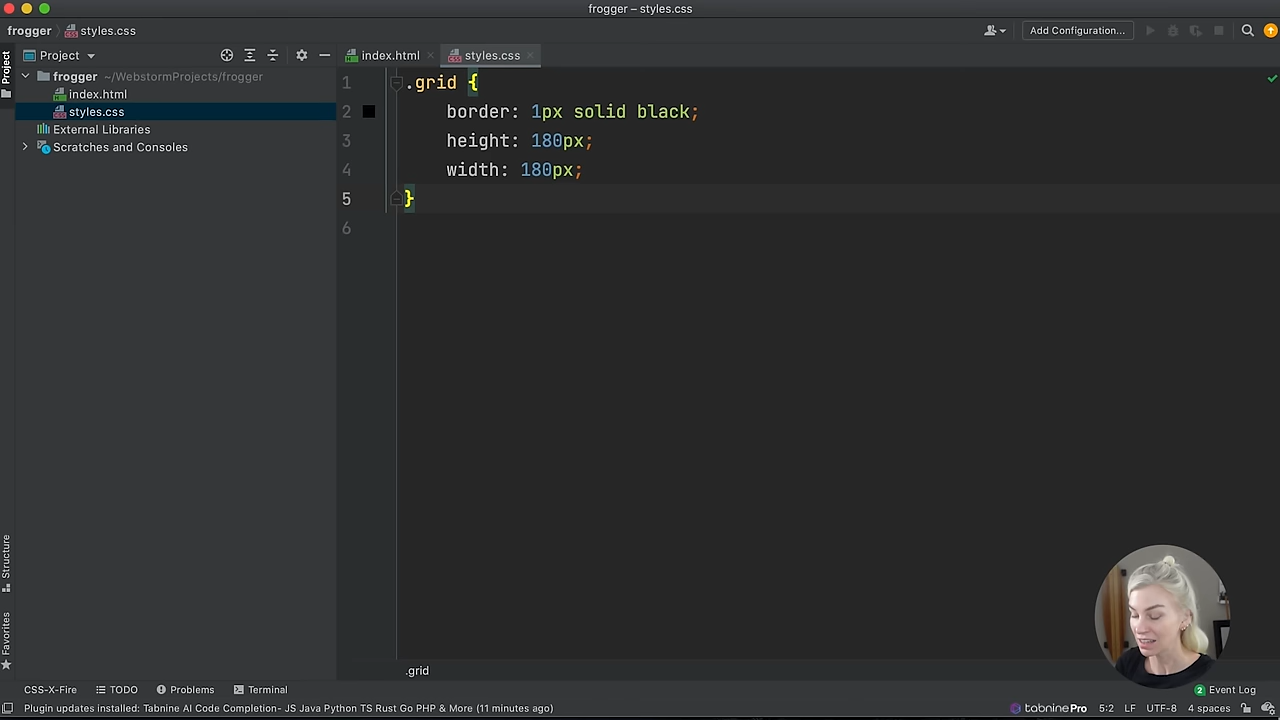 frogger – styles.css
frogger styles.css
Add Configuration...
Project
Project
index.html
styles.css
frogger ~/WebstormProjects/frogger
index.html
styles.css
External Libraries
Scratches and Consoles
1 .grid {
2 border: 1px solid black;
3 height: 180px;
4 width: 180px;
5 }
6
Structure
Favorites
.grid
CSS-X-Fire TODO Problems Terminal 2 Event Log
Plugin updates installed: Tabnine AI Code Completion- JS Java Python TS Rust Go PHP & More (11 minutes ago) tabnine Pro 5:2 LF UTF-8 4 spaces